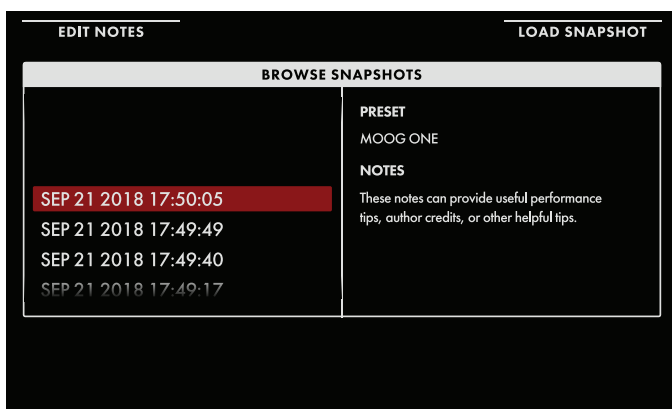 EDIT NOTES
LOAD SNAPSHOT
BROWSE SNAPSHOTS
SEP 21 2018 17:50:05
SEP 21 2018 17:49:49
SEP 21 2018 17:49:40
SEP 21 2018 17:49:17
PRESET
MOOG ONE
NOTES
These notes can provide useful performance
tips, author credits, or other helpful tips.